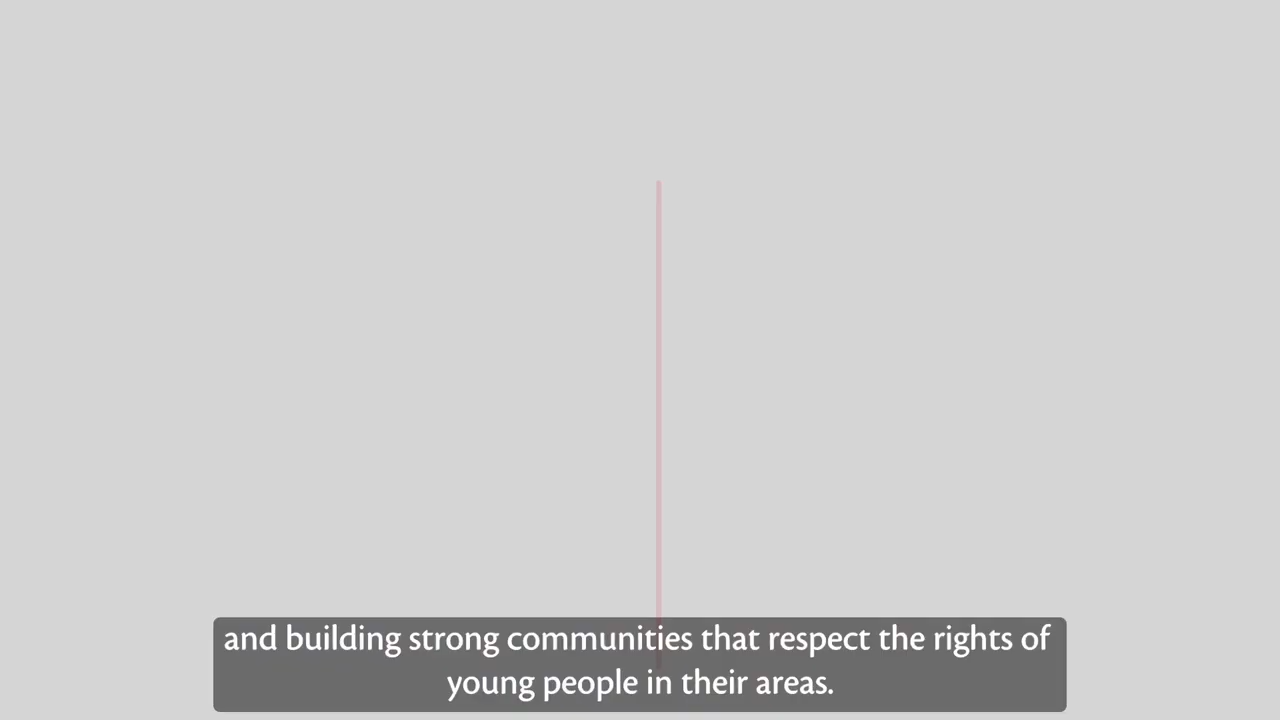 and building strong communities that respect the rights of
young people in their areas.